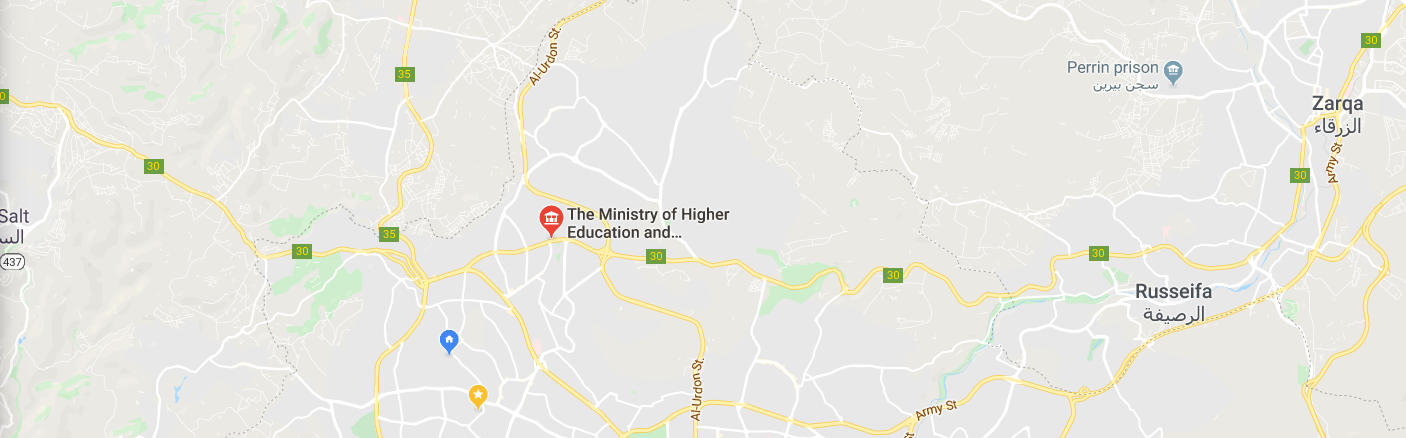 30
35
Al-Urdon St.
Perrin prison
سجن بيرين
30
Zarqa
الزرقاء
Army St
30
30
Salt
437
35
30
The Ministry of Higher
Education and...
30
30
30
Russeifa
الرصيفة
Al-Urdon St.
Army St